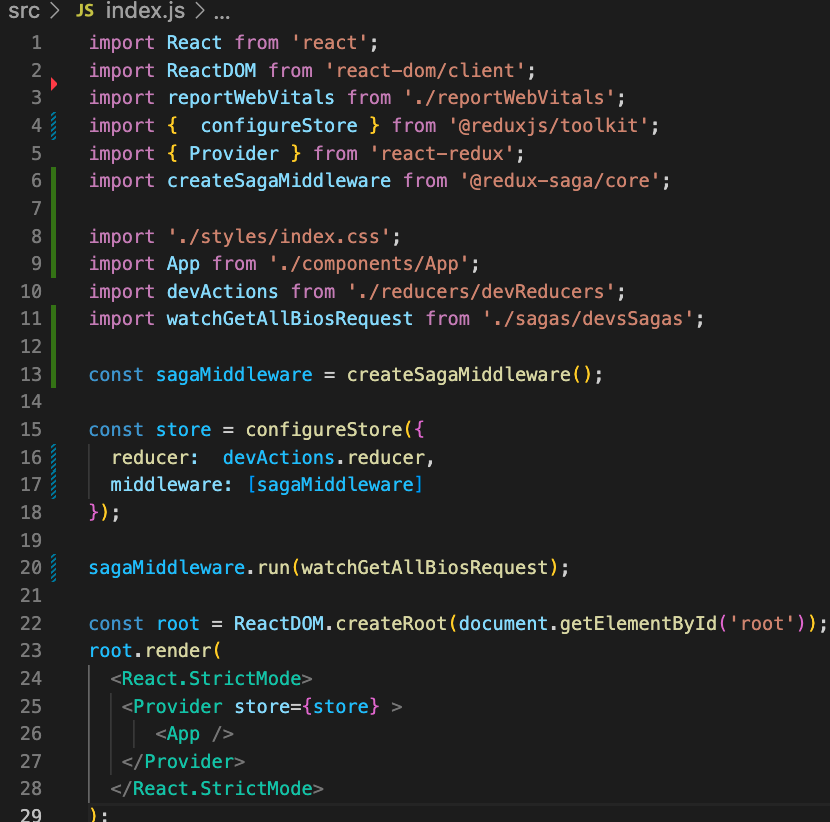 src > JS index.js > ...
1 import React from 'react';
2 import ReactDOM from 'react-dom/client';
3 import reportWebVitals from './reportWebVitals';
4 import {  configureStore } from '@reduxjs/toolkit';
5 import { Provider } from 'react-redux';
6 import createSagaMiddleware from '@redux-saga/core';
7
8 import './styles/index.css';
9 import App from './components/App';
10 import devActions from './reducers/devReducers';
11 import watchGetAllBiosRequest from './sagas/devsSagas';
12
13 const sagaMiddleware = createSagaMiddleware();
14
15 const store = configureStore({
16   reducer:  devActions.reducer,
17   middleware: [sagaMiddleware]
18 });
19
20 sagaMiddleware.run(watchGetAllBiosRequest);
21
22 const root = ReactDOM.createRoot(document.getElementById('root'));
23 root.render(
24   <React.StrictMode>
25    <Provider store={store} >
26       <App />
27    </Provider>
28   </React.StrictMode>
29 );